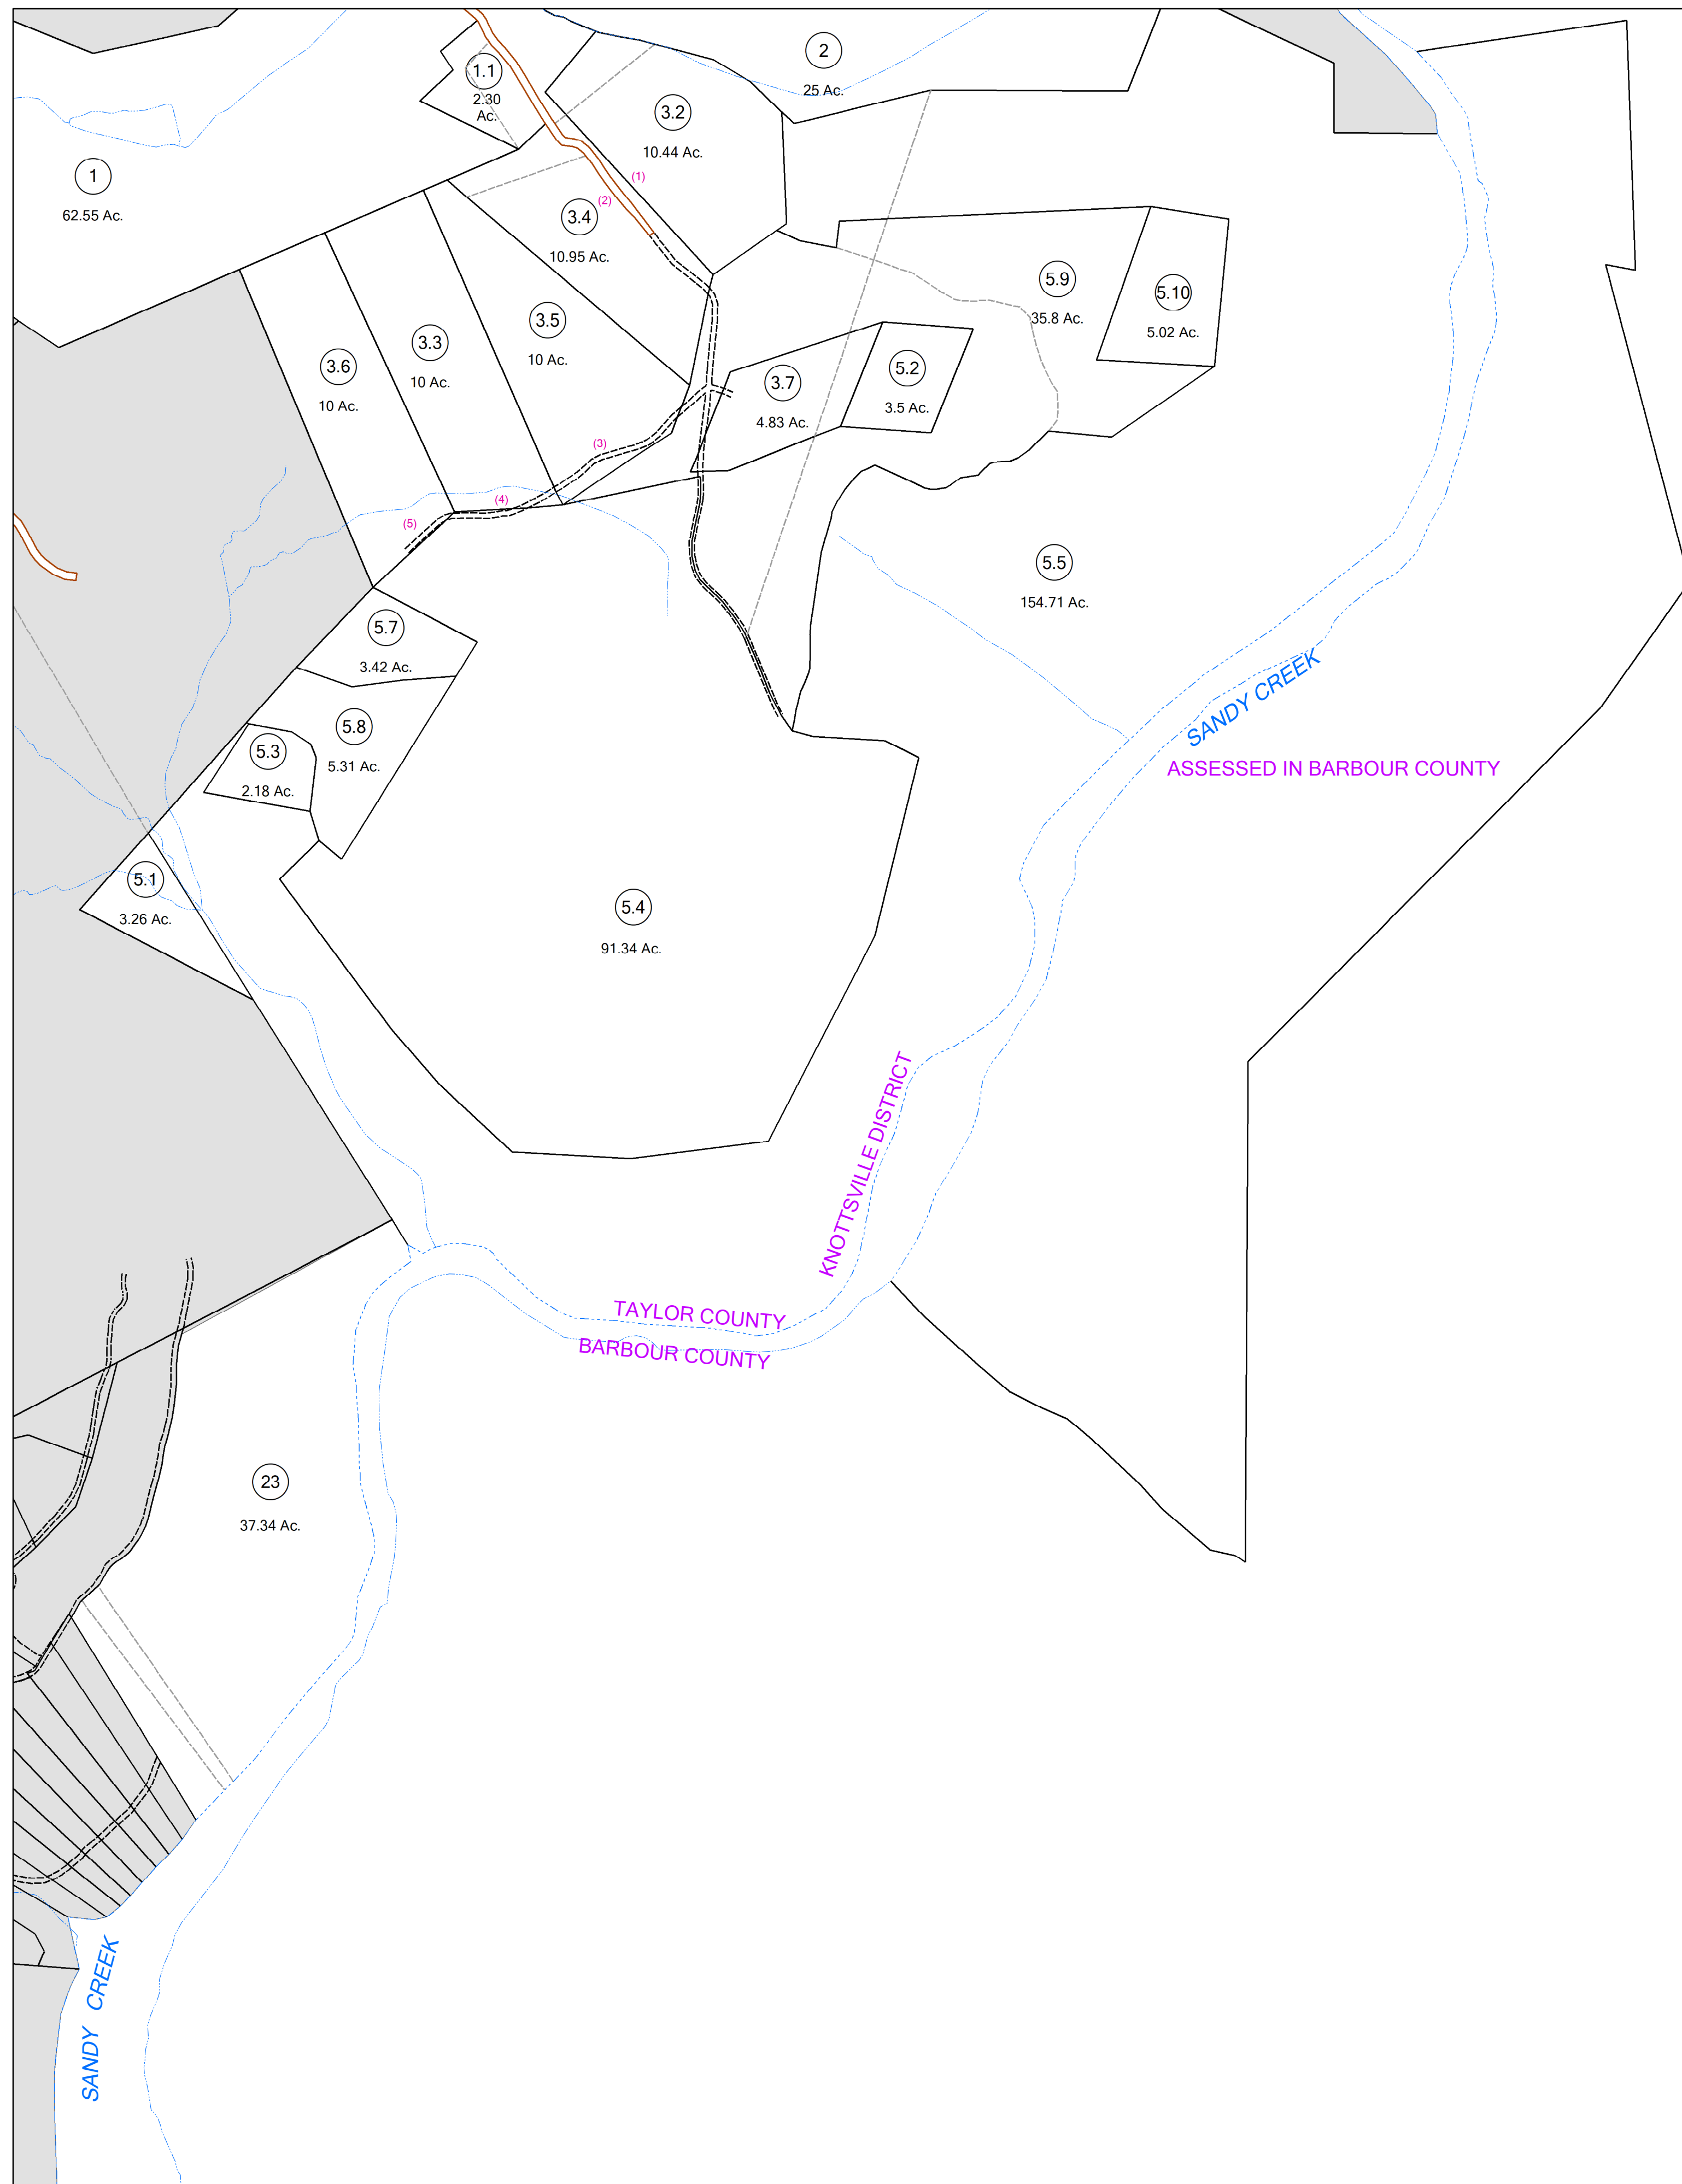 2
25 Ac.
1.1
2.30
Ac.
3.2
10.44 Ac.
1
62.55 Ac.
(1)
(2)
3.4
10.95 Ac.
5.9
35.8 Ac.
5.10
5.02 Ac.
3.5
10 Ac.
3.3
10 Ac.
3.6
10 Ac.
3.7
4.83 Ac.
5.2
3.5 Ac.
(3)
(4)
(5)
5.5
154.71 Ac.
5.7
3.42 Ac.
5.8
5.31 Ac.
5.3
2.18 Ac.
SANDY CREEK
ASSESSED IN BARBOUR COUNTY
5.1
3.26 Ac.
5.4
91.34 Ac.
KNOTTSVILLE DISTRICT
TAYLOR COUNTY
BARBOUR COUNTY
23
37.34 Ac.
SANDY CREEK